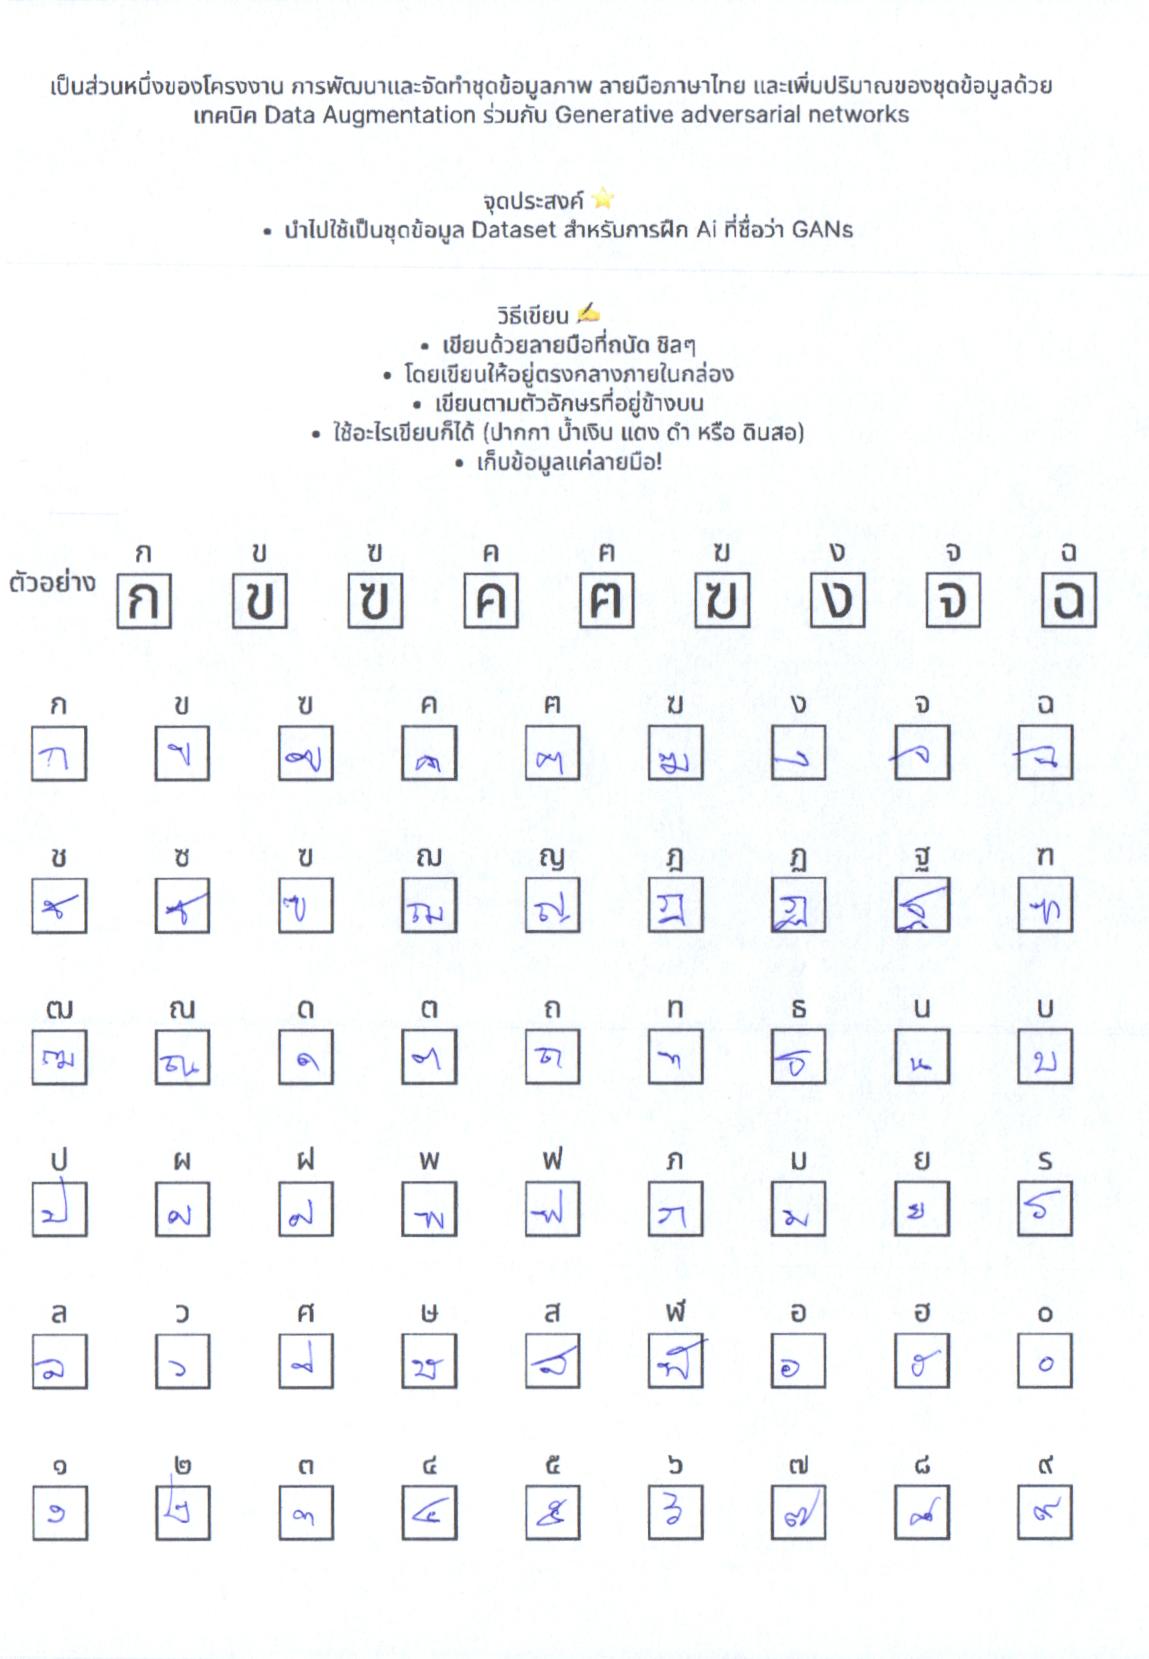 เป็นส่วนหนึ่งของโครงงาน การพัฒนาและจัดทำชุดข้อมูลภาพ ลายมือภาษาไทย และเพิ่มปริมาณของชุดข้อมูลด้วย
เทคนิค Data Augmentation ร่วมกับ Generative adversarial networks
จุดประสงค์ ⭐
• นำไปใช้เป็นชุดข้อมูล Dataset สำหรับการฝึก Ai ที่ชื่อว่า GANs
วิธีเขียน ✍
• เขียนด้วยลายมือที่ถนัด ชิลๆ
• โดยเขียนให้อยู่ตรงกลางภายในกล่อง
• เขียนตามตัวอักษรที่อยู่ข้างบน
• ใช้อะไรเขียบก็ได้ (ปากกา น้ำเงิน แดง ดำ หรือ ดินสอ)
• เก็บข้อมูลแค่ลายมือ!
ก ข ฃ ค ฅ ฆ ง จ ฉ
ตัวอย่าง ก ข ฃ ค ฅ ฆ ง จ ฉ
ก ข ฃ ค ฅ ฆ ง จ ฉ
ก ข ฃ ค ฅ ฆ ง จ ฉ
ช ซ ฃ ฌ ญ ฎ ฏ ฐ ฑ
ช ซ ฃ ฌ ญ ฎ ฏ ฐ ฑ
ฒ ณ ด ต ถ ท ธ น บ
ฒ ณ ด ต ถ ท ธ น บ
ป ผ ฝ พ ฟ ภ ม ย ร
ป ผ ฝ พ ฟ ภ ม ย ร
ล ว ศ ษ ส ฬ อ ฮ ๐
ล ว ศ ษ ส ฬ อ ฮ ๐
๑ ๒ ๓ ๔ ๕ ๖ ๗ ๘ ๙
๑ ๒ ๓ ๔ ๕ ๖ ๗ ๘ ๙